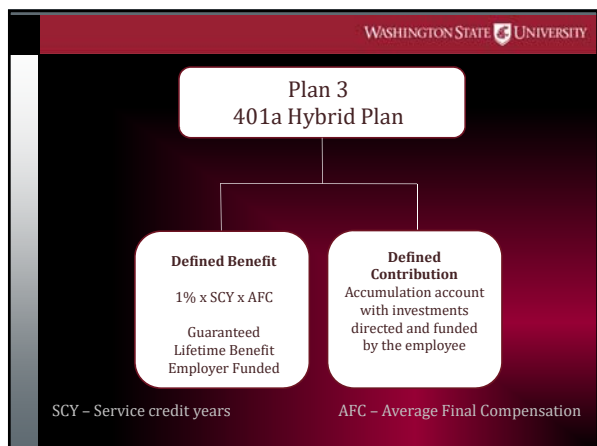 WASHINGTON STATE UNIVERSITY
Plan 3
401a Hybrid Plan
Defined Benefit
1% x SCY x AFC
Guaranteed
Lifetime Benefit
Employer Funded
Defined
Contribution
Accumulation account
with investments
directed and funded
by the employee
SCY – Service credit years
AFC – Average Final Compensation